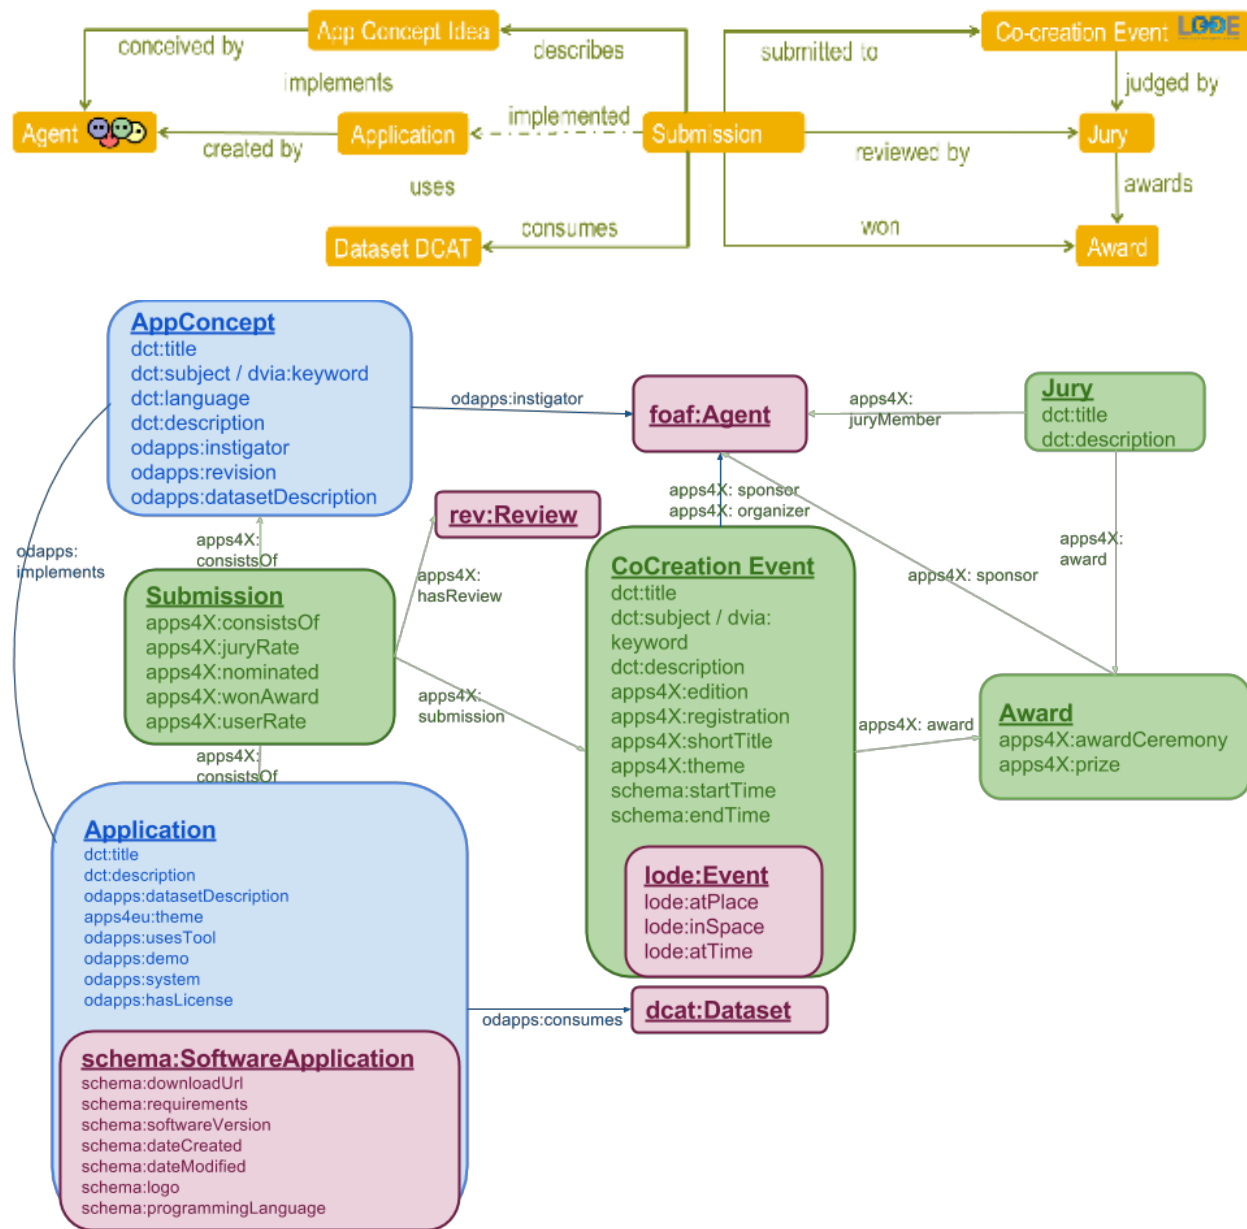 App Concept Idea
Co-creation Event LODE
conceived by
describes
submitted to
implements
judged by
Agent
Application
implemented
Submission
Jury
created by
reviewed by
uses
awards
consumes
won
Dataset DCAT
Award
AppConcept
dct:title
dct:subject / dvia:keyword
dct:language
dct:description
odapps:instigator
odapps:revision
odapps:datasetDescription
odapps:instigator
foaf:Agent
apps4X:
juryMember
Jury
dct:title
dct:description
apps4X: sponsor
apps4X: organizer
rev:Review
odapps:
implements
apps4X:
consistsOf
apps4X:
hasReview
apps4X: sponsor
apps4X:
award
Submission
apps4X:consistsOf
apps4X:juryRate
apps4X:nominated
apps4X:wonAward
apps4X:userRate
apps4X:
submission
CoCreation Event
dct:title
dct:subject / dvia:
keyword
dct:description
apps4X:edition
apps4X:registration
apps4X:shortTitle
apps4X:theme
schema:startTime
schema:endTime
apps4X: award
Award
apps4X:awardCeremony
apps4X:prize
apps4X:
consistsOf
Application
dct:title
dct:description
odapps:datasetDescription
apps4eu:theme
odapps:usesTool
odapps:demo
odapps:system
odapps:hasLicense
lode:Event
lode:atPlace
lode:inSpace
lode:atTime
odapps:consumes
dcat:Dataset
schema:SoftwareApplication
schema:downloadUrl
schema:requirements
schema:softwareVersion
schema:dateCreated
schema:dateModified
schema:logo
schema:programmingLanguage